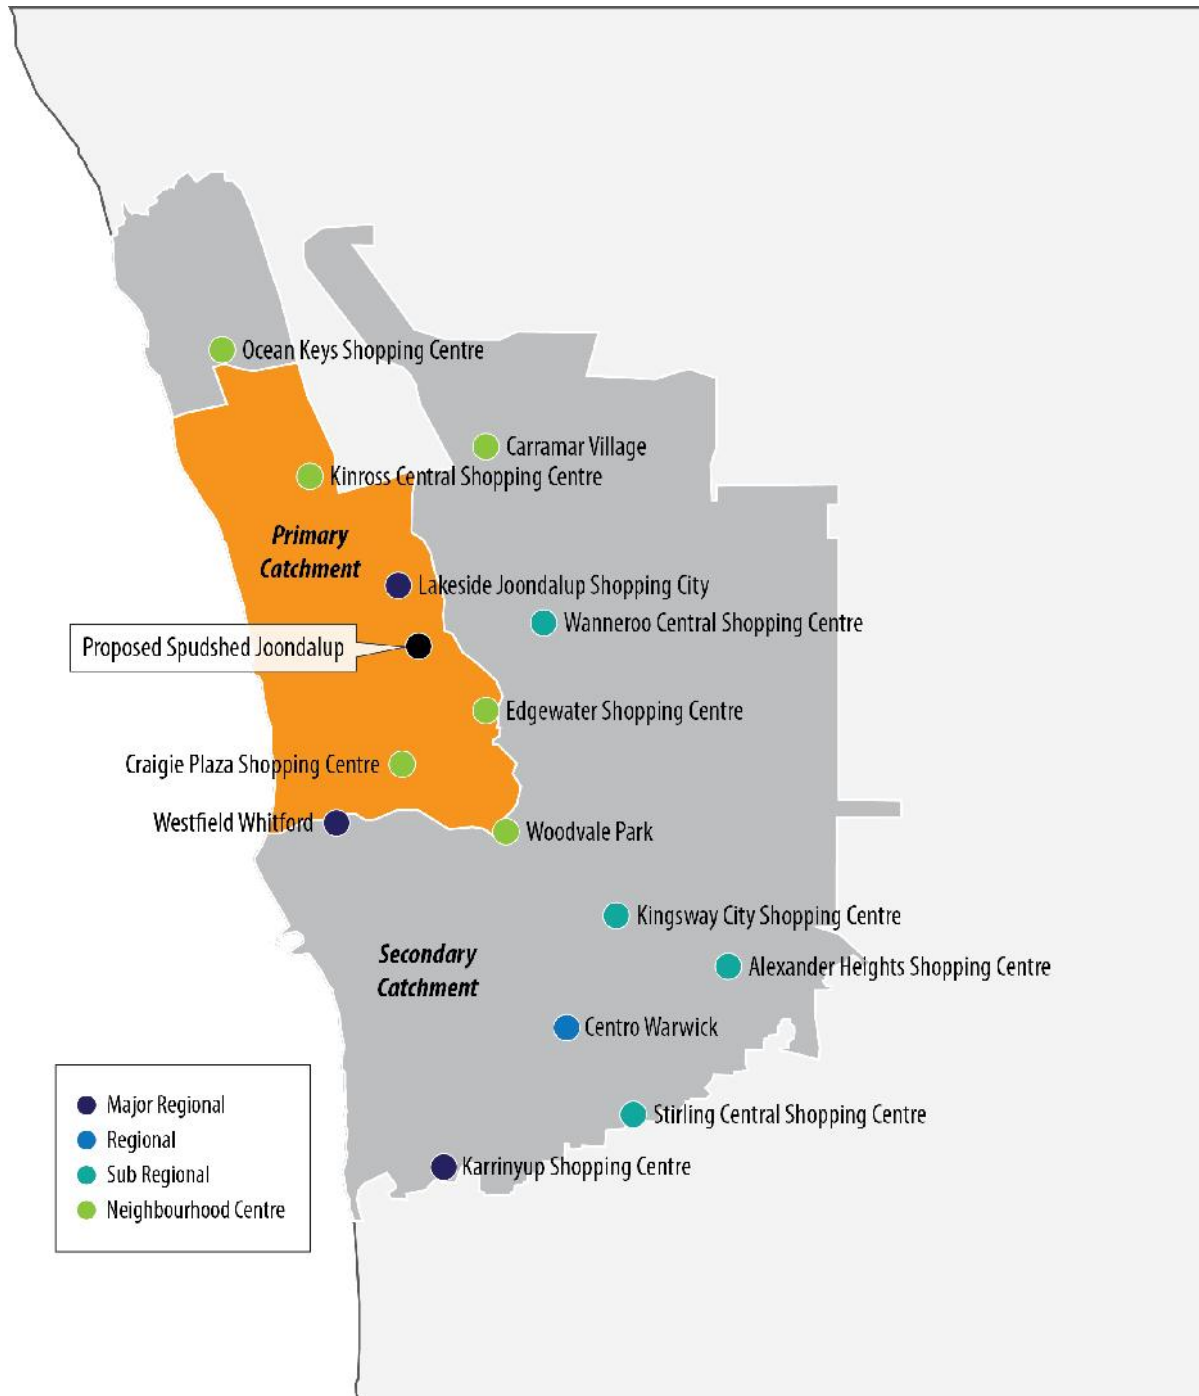 Ocean Keys Shopping Centre
Carramar Village
Kinross Central Shopping Centre
Primary
Catchment
Lakeside Joondalup Shopping City
Wanneroo Central Shopping Centre
Proposed Spudshed Joondalup
Edgewater Shopping Centre
Craigie Plaza Shopping Centre
Westfield Whitford
Woodvale Park
Kingsway City Shopping Centre
Secondary
Catchment
Alexander Heights Shopping Centre
Centro Warwick
Stirling Central Shopping Centre
Karrinyup Shopping Centre
Major Regional
Regional
Sub Regional
Neighbourhood Centre